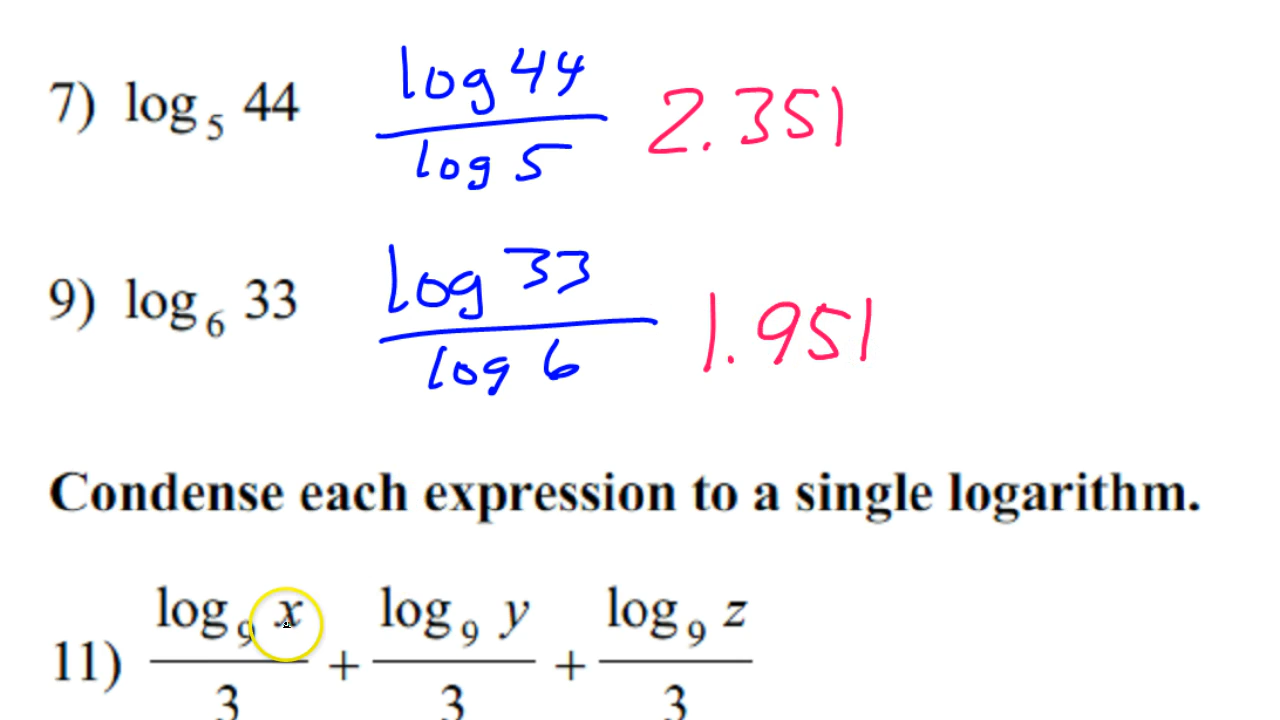 7) log₅ 44 log 44 / log 5 2.351
9) log₆ 33 log 33 / log 6 1.951
Condense each expression to a single logarithm.
11) log₉ x / 3 + log₉ y / 3 + log₉ z / 3